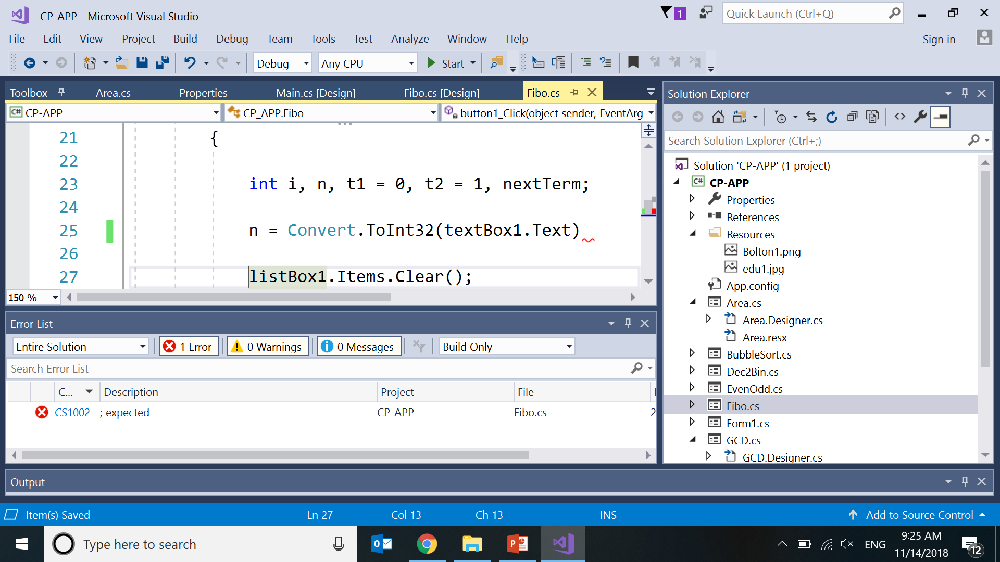 CP-APP - Microsoft Visual Studio
1
Quick Launch (Ctrl+Q)
File Edit View Project Build Debug Team Tools Test Analyze Window Help
Sign in
Debug Any CPU Start
Toolbox Area.cs Properties Main.cs [Design] Fibo.cs [Design] Fibo.cs
C# CP-APP CP_APP.Fibo button1_Click(object sender, EventArg
21 {
22
23 int i, n, t1 = 0, t2 = 1, nextTerm;
24
25 n = Convert.ToInt32(textBox1.Text)
26
27 listBox1.Items.Clear();
150 %
Error List
Entire Solution 1 Error 0 Warnings 0 Messages Build Only
Search Error List
C... Description Project File
CS1002 ; expected CP-APP Fibo.cs 2
Output
Solution Explorer
Search Solution Explorer (Ctrl+;)
Solution 'CP-APP' (1 project)
C# CP-APP
Properties
References
Resources
Bolton1.png
edu1.jpg
App.config
Area.cs
Area.Designer.cs
Area.resx
BubbleSort.cs
Dec2Bin.cs
EvenOdd.cs
Fibo.cs
Form1.cs
GCD.cs
GCD.Designer.cs
Item(s) Saved Ln 27 Col 13 Ch 13 INS Add to Source Control
Type here to search
ENG
9:25 AM
11/14/2018
12